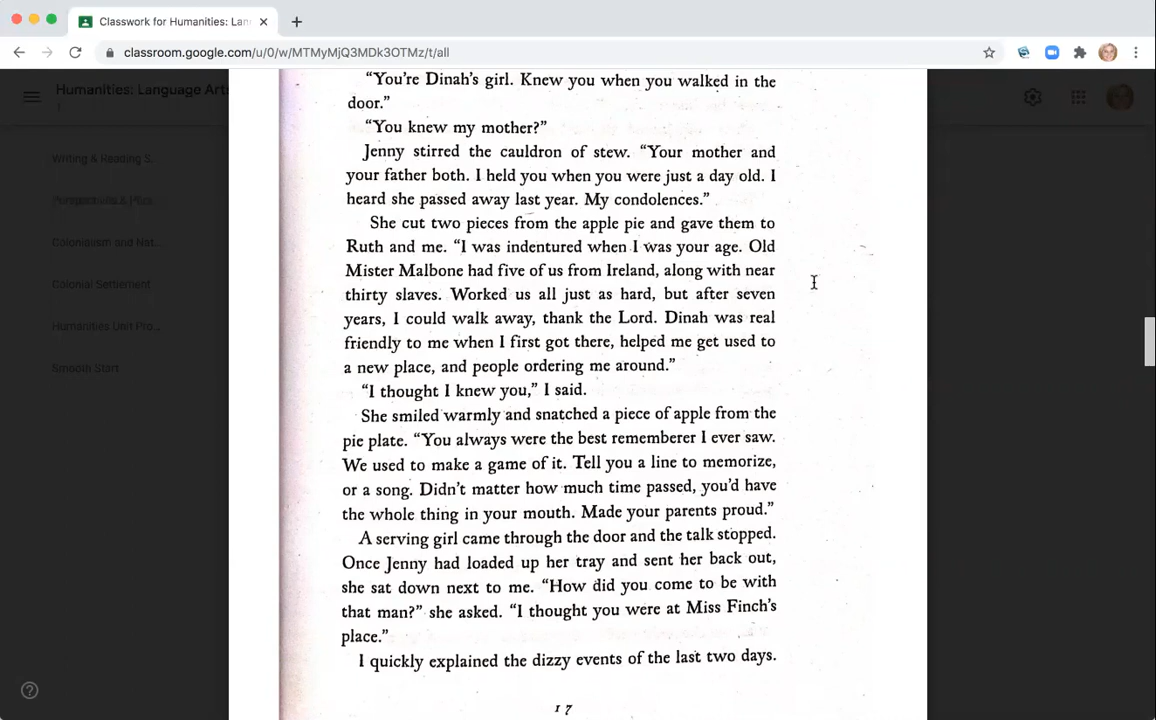 Classwork for Humanities: Lan
classroom.google.com/u/0/w/MTMyMjQ3MDk3OTMz/t/all
Humanities: Language Arts
Writing & Reading S...
Colonialism and Nat...
Colonial Settlement
Humanities Unit Pro...
Smooth Start
“You’re Dinah’s girl. Knew you when you walked in the
door.”
“You knew my mother?”
Jenny stirred the cauldron of stew. “Your mother and
your father both. I held you when you were just a day old. I
heard she passed away last year. My condolences.”
She cut two pieces from the apple pie and gave them to
Ruth and me. “I was indentured when I was your age. Old
Mister Malbone had five of us from Ireland, along with near
thirty slaves. Worked us all just as hard, but after seven
years, I could walk away, thank the Lord. Dinah was real
friendly to me when I first got there, helped me get used to
a new place, and people ordering me around.”
“I thought I knew you,” I said.
She smiled warmly and snatched a piece of apple from the
pie plate. “You always were the best rememberer I ever saw.
We used to make a game of it. Tell you a line to memorize,
or a song. Didn’t matter how much time passed, you’d have
the whole thing in your mouth. Made your parents proud.”
A serving girl came through the door and the talk stopped.
Once Jenny had loaded up her tray and sent her back out,
she sat down next to me. “How did you come to be with
that man?” she asked. “I thought you were at Miss Finch’s
place.”
I quickly explained the dizzy events of the last two days.
17